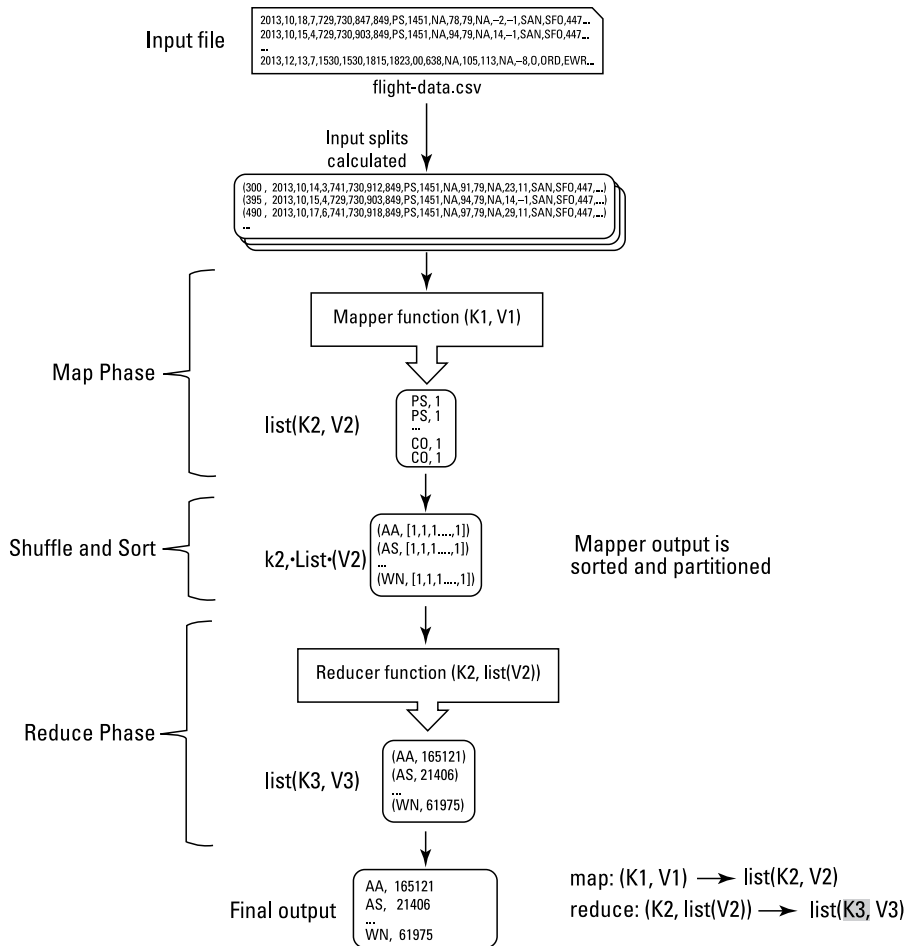 2013,10,18,7,729,730,847,849,PS,1451,NA,78,79,NA,–2,–1,SAN,SFO,447...
2013,10,15,4,729,730,903,849,PS,1451,NA,94,79,NA,14,–1,SAN,SFO,447...
...
2013,12,13,7,1530,1530,1815,1823,00,638,NA,105,113,NA,–8,O,ORD,EWR...
Input file
flight-data.csv
Input splits
calculated
(300 , 2013,10,14,3,741,730,912,849,PS,1451,NA,91,79,NA,23,11,SAN,SFO,447,...)
(395 , 2013,10,15,4,729,730,903,849,PS,1451,NA,94,79,NA,14,–1,SAN,SFO,447,...)
(490 , 2013,10,17,6,741,730,918,849,PS,1451,NA,97,79,NA,29,11,SAN,SFO,447,...)
...
Mapper function (K1, V1)
Map Phase
list(K2, V2)
PS, 1
PS, 1
...
CO, 1
CO, 1
Shuffle and Sort
k2,•List•(V2)
(AA, [1,1,1....,1])
(AS, [1,1,1....,1])
...
(WN, [1,1,1....,1])
Mapper output is
sorted and partitioned
Reducer function (K2, list(V2))
Reduce Phase
list(K3, V3)
(AA, 165121)
(AS, 21406)
...
(WN, 61975)
Final output
AA, 165121
AS, 21406
...
WN, 61975
map: (K1, V1) → list(K2, V2)
reduce: (K2, list(V2)) → list(K3, V3)